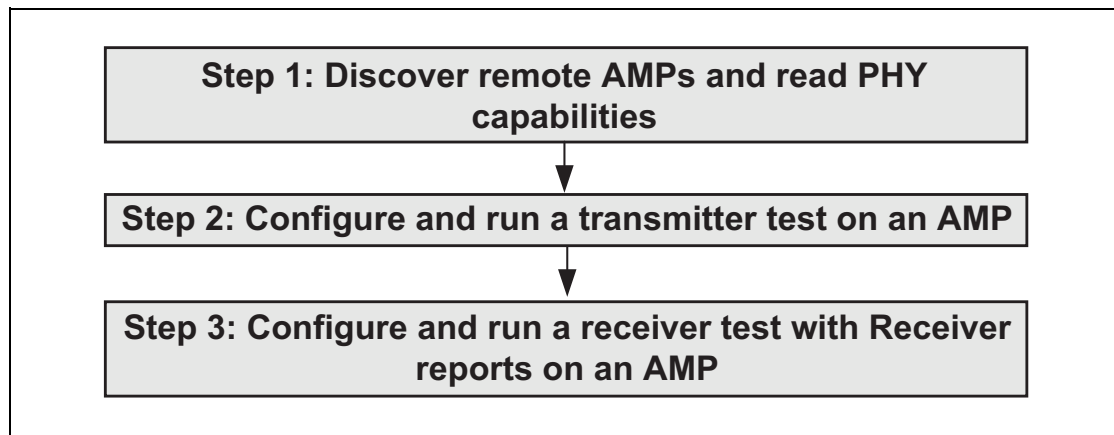 Step 1: Discover remote AMPs and read PHY
capabilities
Step 2: Configure and run a transmitter test on an AMP
Step 3: Configure and run a receiver test with Receiver
reports on an AMP